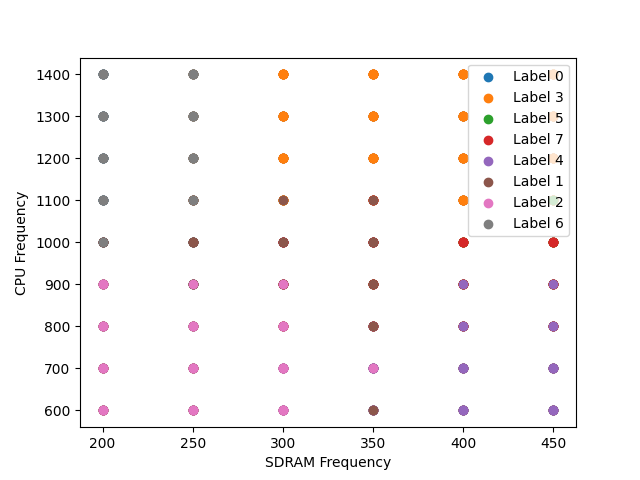 1400
1300
1200
1100
1000
900
800
700
600
CPU Frequency
200 250 300 350 400 450
SDRAM Frequency
Label 0
Label 3
Label 5
Label 7
Label 4
Label 1
Label 2
Label 6